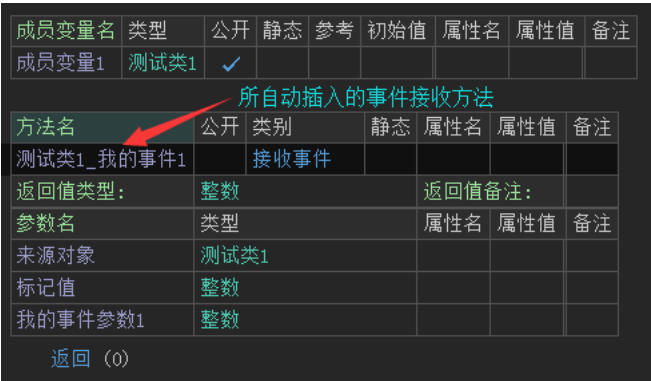 成员变量名 类型 公开 静态 参考 初始值 属性名 属性值 备注
成员变量1 测试类1 ✓
所自动插入的事件接收方法
方法名 公开 类别 静态 属性名 属性值 备注
测试类1_我的事件1 接收事件
返回值类型: 整数 返回值备注:
参数名 类型 属性名 属性值 备注
来源对象 测试类1
标记值 整数
我的事件参数1 整数
返回 (0)